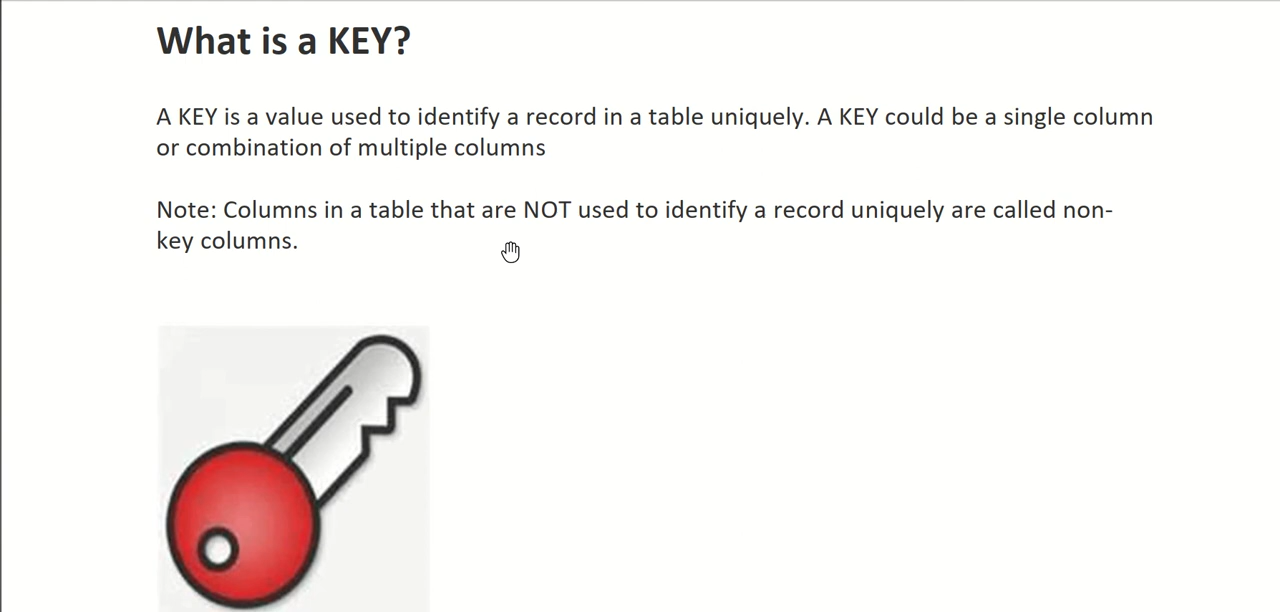 What is a KEY?
A KEY is a value used to identify a record in a table uniquely. A KEY could be a single column
or combination of multiple columns
Note: Columns in a table that are NOT used to identify a record uniquely are called non-
key columns.